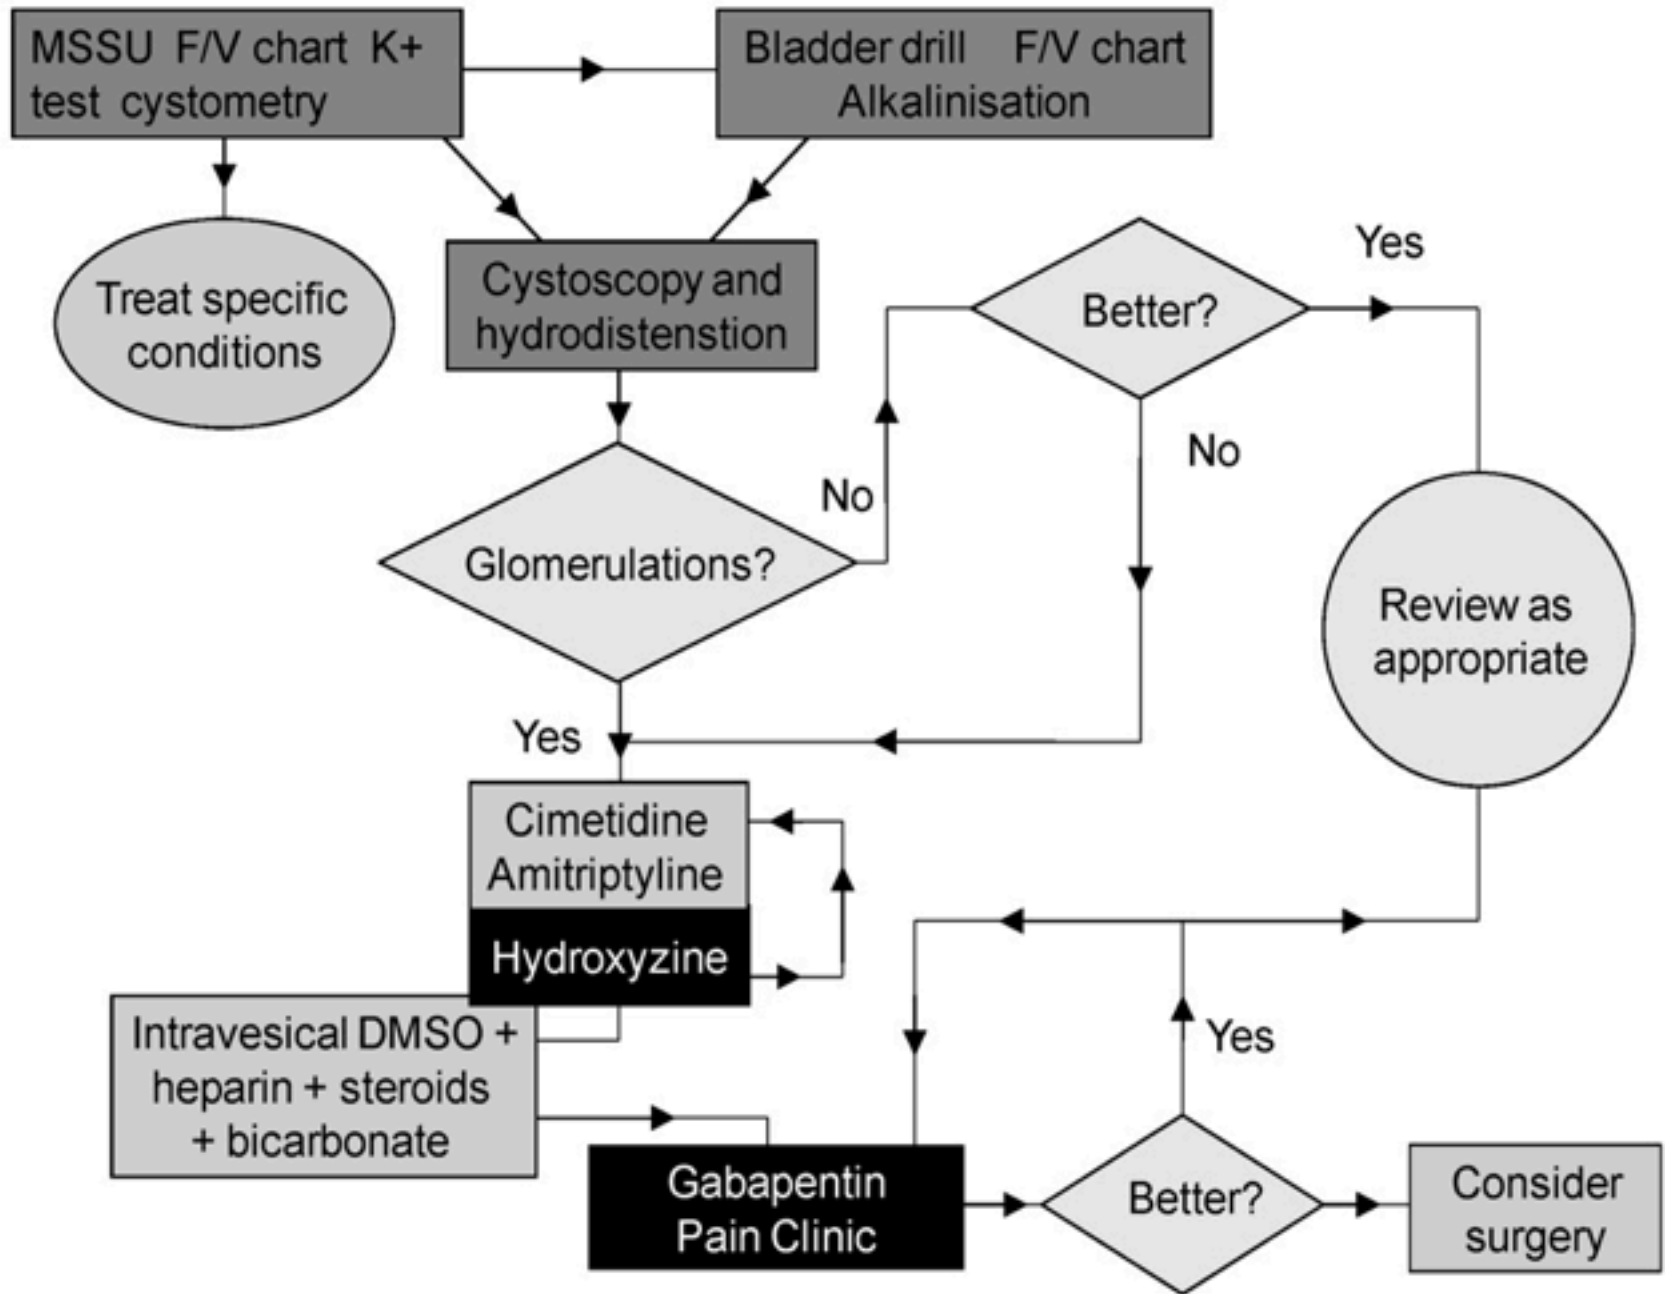 MSSU F/V chart K+
test cystometry
Bladder drill F/V chart
Alkalinisation
Treat specific
conditions
Cystoscopy and
hydrodistenstion
Better?
Yes
No
Glomerulations?
No
Review as
appropriate
Yes
Cimetidine
Amitriptyline
Hydroxyzine
Intravesical DMSO +
heparin + steroids
+ bicarbonate
Yes
Gabapentin
Pain Clinic
Better?
Consider
surgery